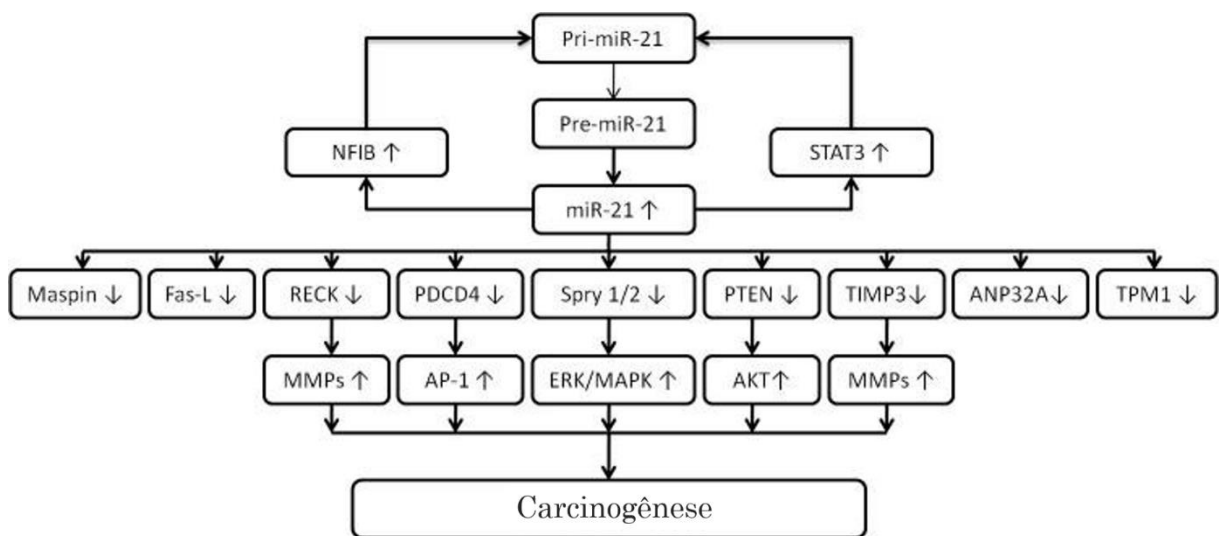 Pri-miR-21
Pre-miR-21
NFIB ↑
STAT3 ↑
miR-21 ↑
Maspin ↓
Fas-L ↓
RECK ↓
PDCD4 ↓
Spry 1/2 ↓
PTEN ↓
TIMP3↓
ANP32A↓
TPM1 ↓
MMPs ↑
AP-1 ↑
ERK/MAPK ↑
AKT↑
MMPs ↑
Carcinogênese